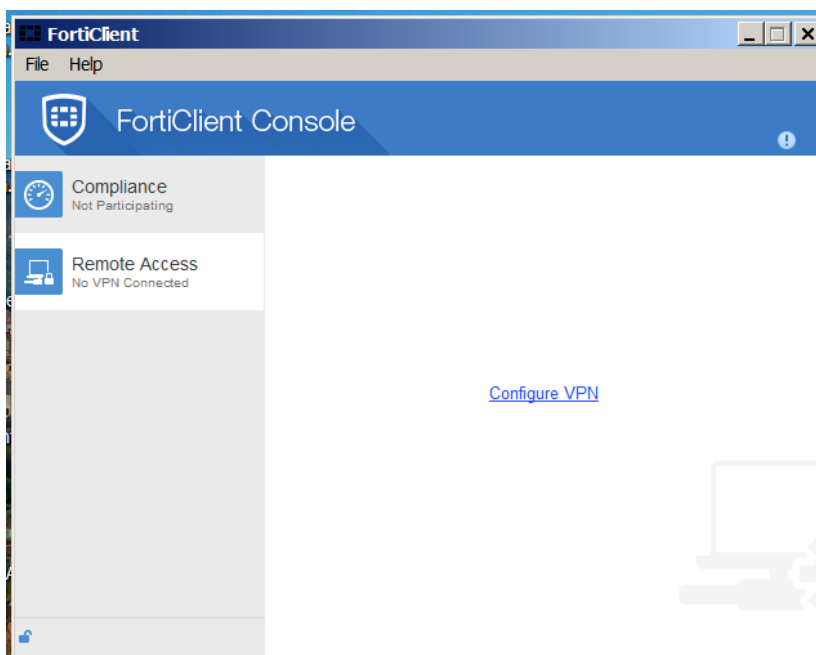 FortiClient
File Help
FortiClient Console
Compliance
Not Participating
Remote Access
No VPN Connected
Configure VPN